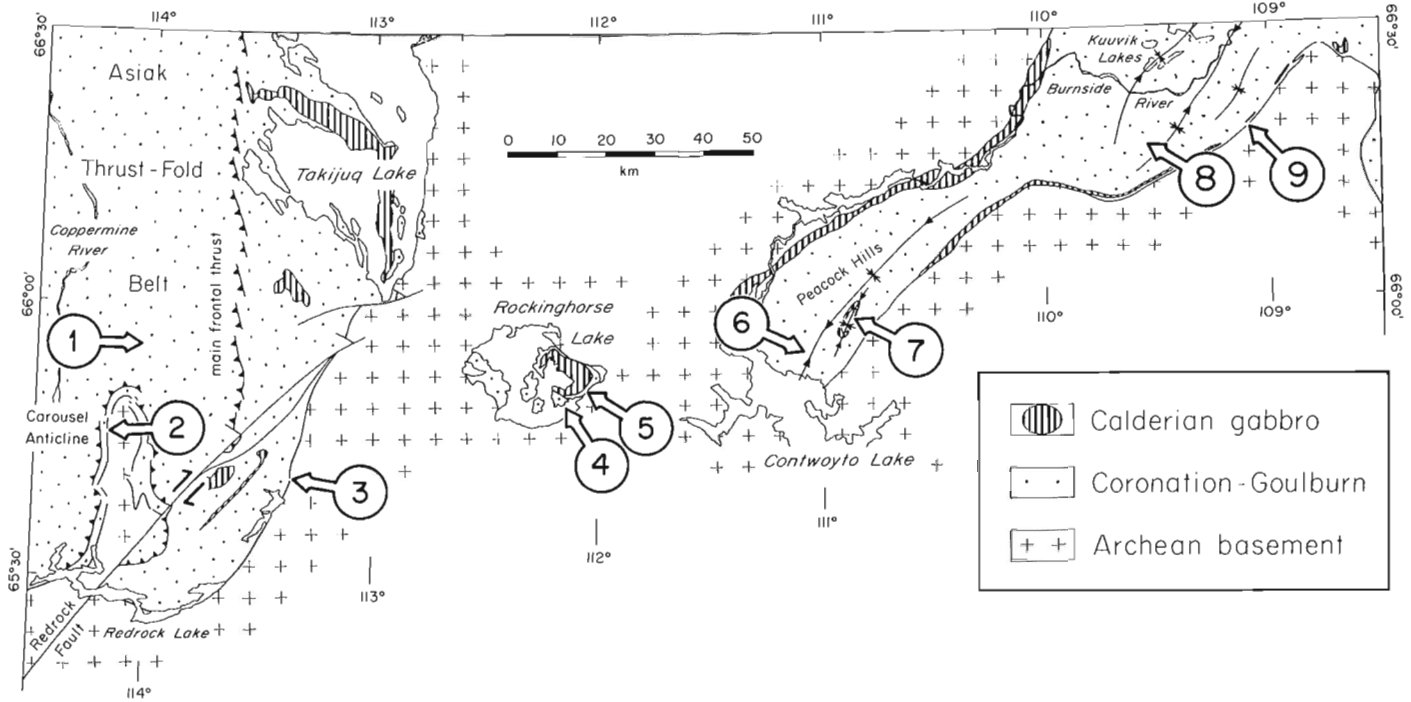 114°
113°
112°
111°
110°
109°
66°30'
66°30'
Asiak
Thrust-Fold
Belt
Coppermine
River
main frontal thrust
Takijuq Lake
0 10 20 30 40 50
km
Kuuvik
Lakes
Burnside
River
8
9
Peacock Hills
66°00'
66°00'
110°
109°
1
Rockinghorse
Lake
6
7
Carousel
Anticline
2
5
4
3
Contwoyto Lake
111°
112°
113°
65°30'
Redrock
Fault
Redrock Lake
114°
Calderian gabbro
Coronation-Goulburn
Archean basement